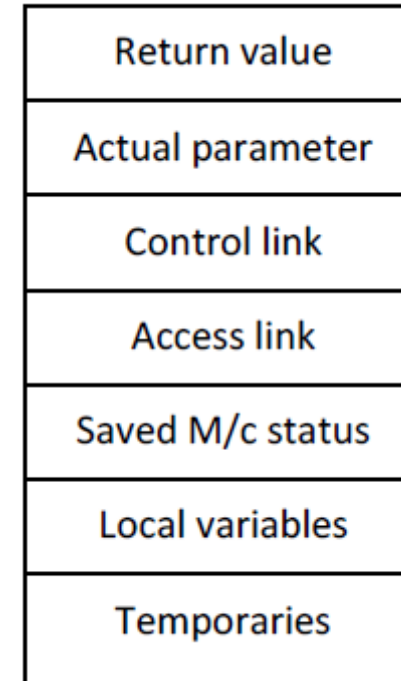 Return value
Actual parameter
Control link
Access link
Saved M/c status
Local variables
Temporaries